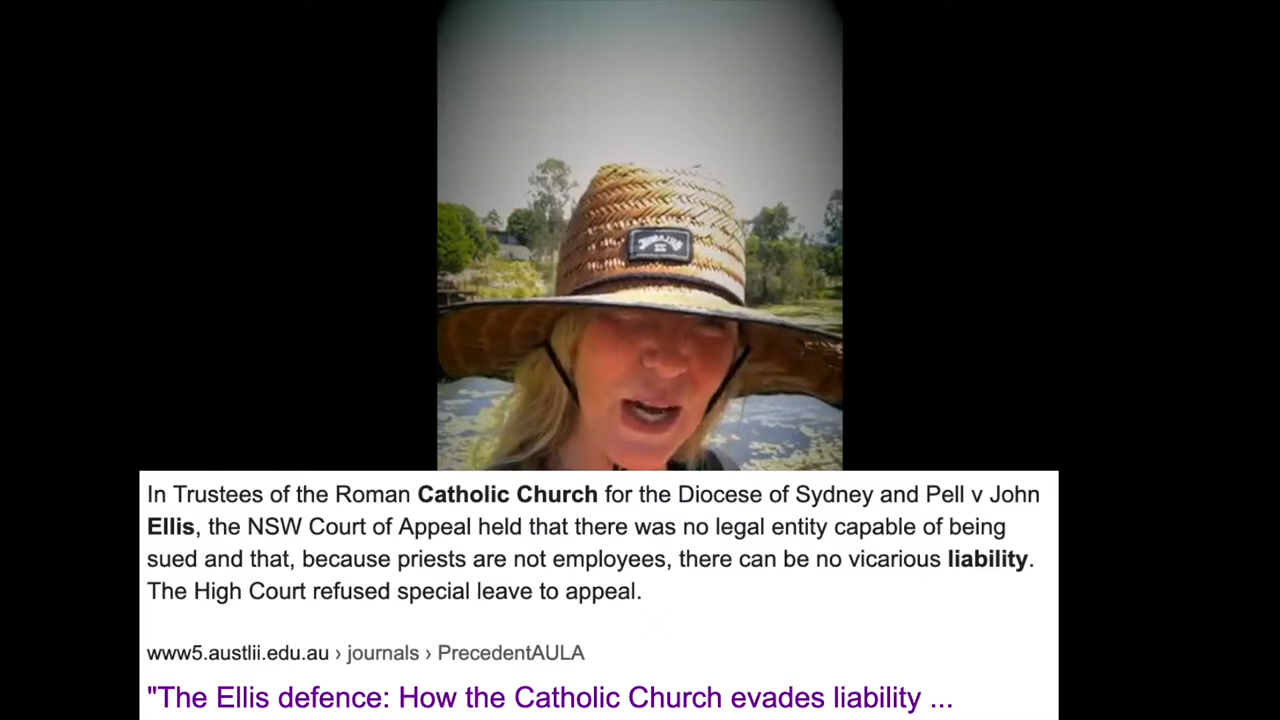 In Trustees of the Roman Catholic Church for the Diocese of Sydney and Pell v John
Ellis, the NSW Court of Appeal held that there was no legal entity capable of being
sued and that, because priests are not employees, there can be no vicarious liability.
The High Court refused special leave to appeal.
www5.austlii.edu.au › journals › PrecedentAULA
"The Ellis defence: How the Catholic Church evades liability ...